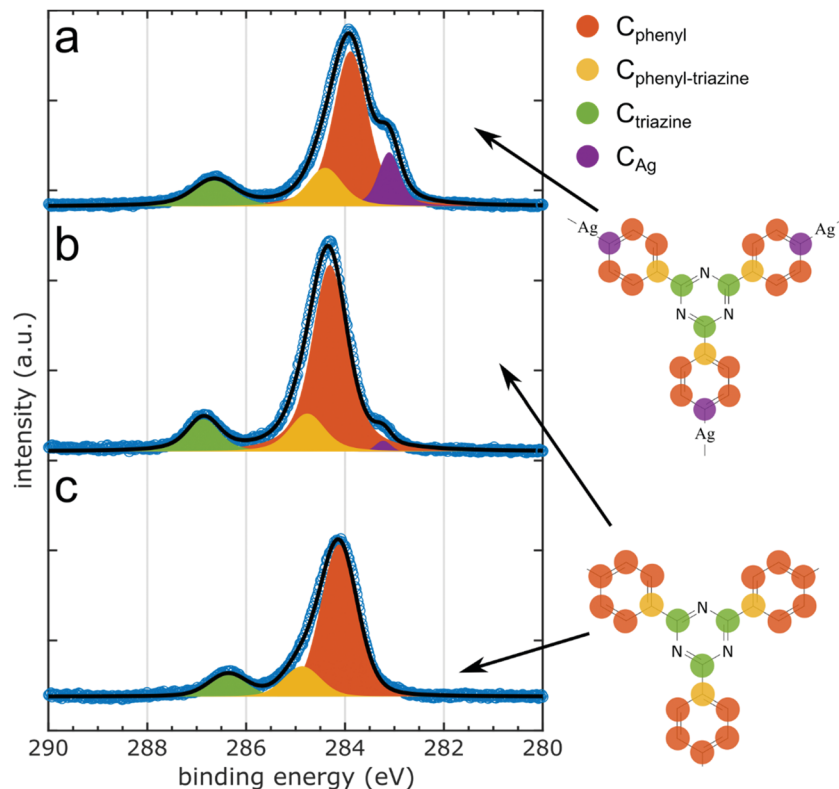 a
b
c
intensity (a.u.)
290 288 286 284 282 280
binding energy (eV)
C phenyl
C phenyl-triazine
C triazine
C Ag
Ag
Ag
N
N N
Ag
N
N N